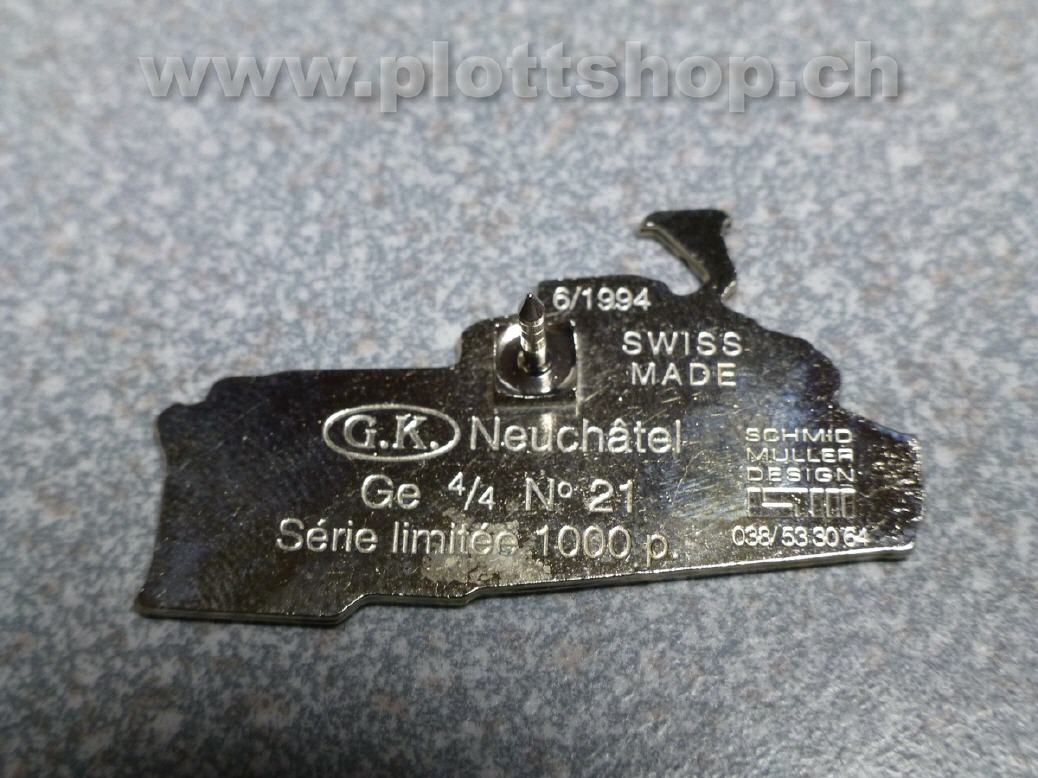 www.plottshop.ch
6/1994
SWISS
MADE
G.K. Neuchâtel
SCHMID
MULLER
DESIGN
Ge 4/4 No 21
Série limitée 1000 p.
038/ 53 30 64